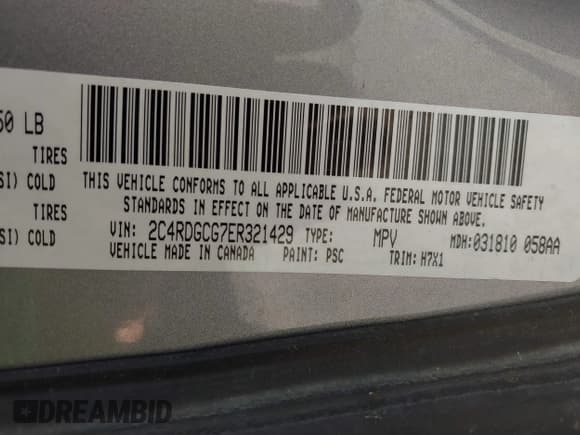 50 LB
TIRES
SI) COLD
TIRES
SI) COLD
THIS VEHICLE CONFORMS TO ALL APPLICABLE U.S.A. FEDERAL MOTOR VEHICLE SAFETY
STANDARDS IN EFFECT ON THE DATE OF MANUFACTURE SHOWN ABOVE.
VIN: 2C4RDGCG7ER321429 TYPE: MPV MDH:031810 058AA
VEHICLE MADE IN CANADA PAINT: PSC TRIM: H7X1
DREAMBID